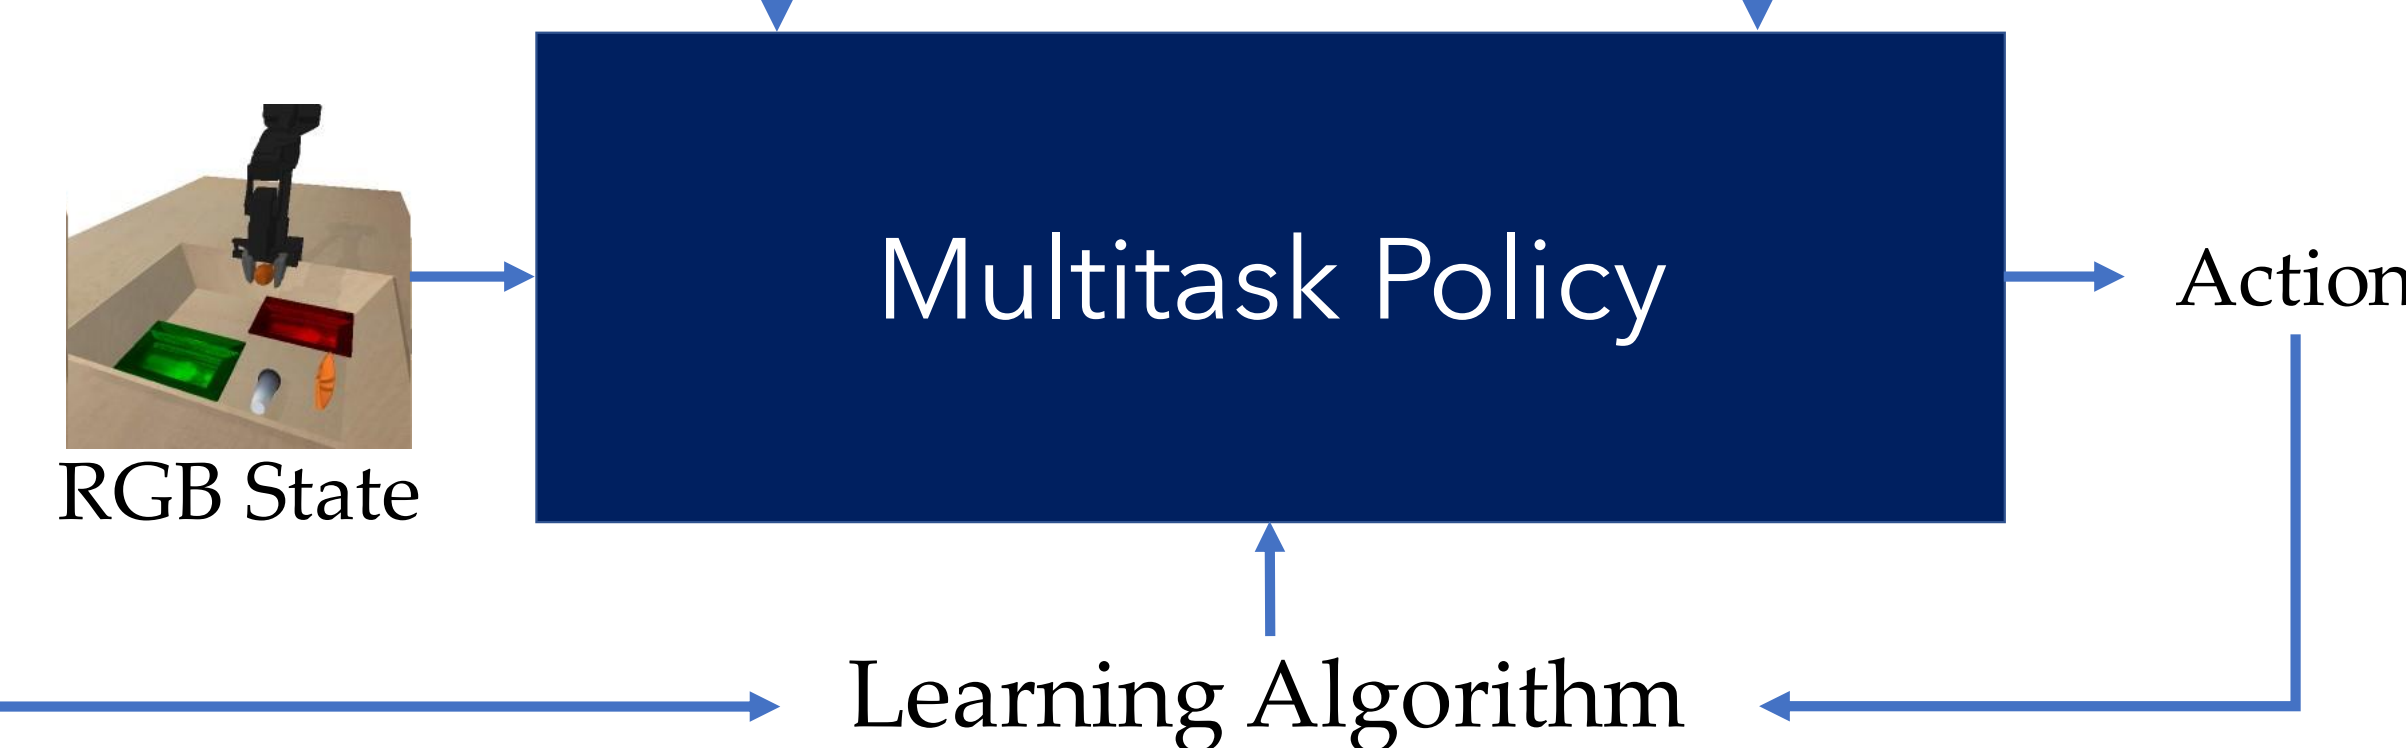 Multitask Policy
Action
RGB State
Learning Algorithm